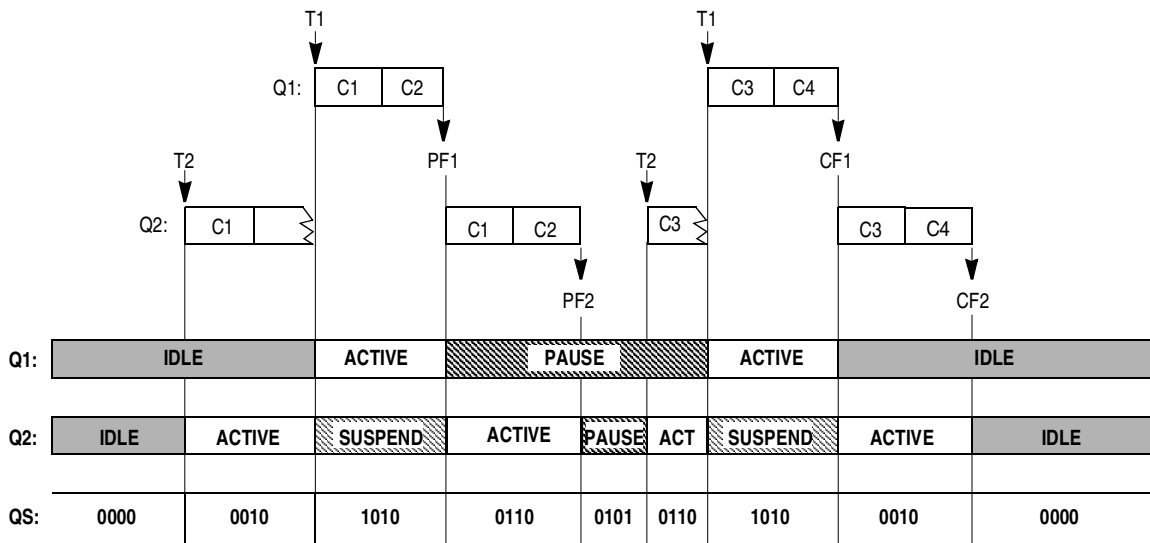 T1 T1
Q1: C1 C2 C3 C4
T2 PF1 T2 CF1
Q2: C1 C1 C2 C3 C3 C4
PF2 CF2
Q1: IDLE ACTIVE PAUSE ACTIVE IDLE
Q2: IDLE ACTIVE SUSPEND ACTIVE PAUSE ACT SUSPEND ACTIVE IDLE
QS: 0000 0010 1010 0110 0101 0110 1010 0010 0000